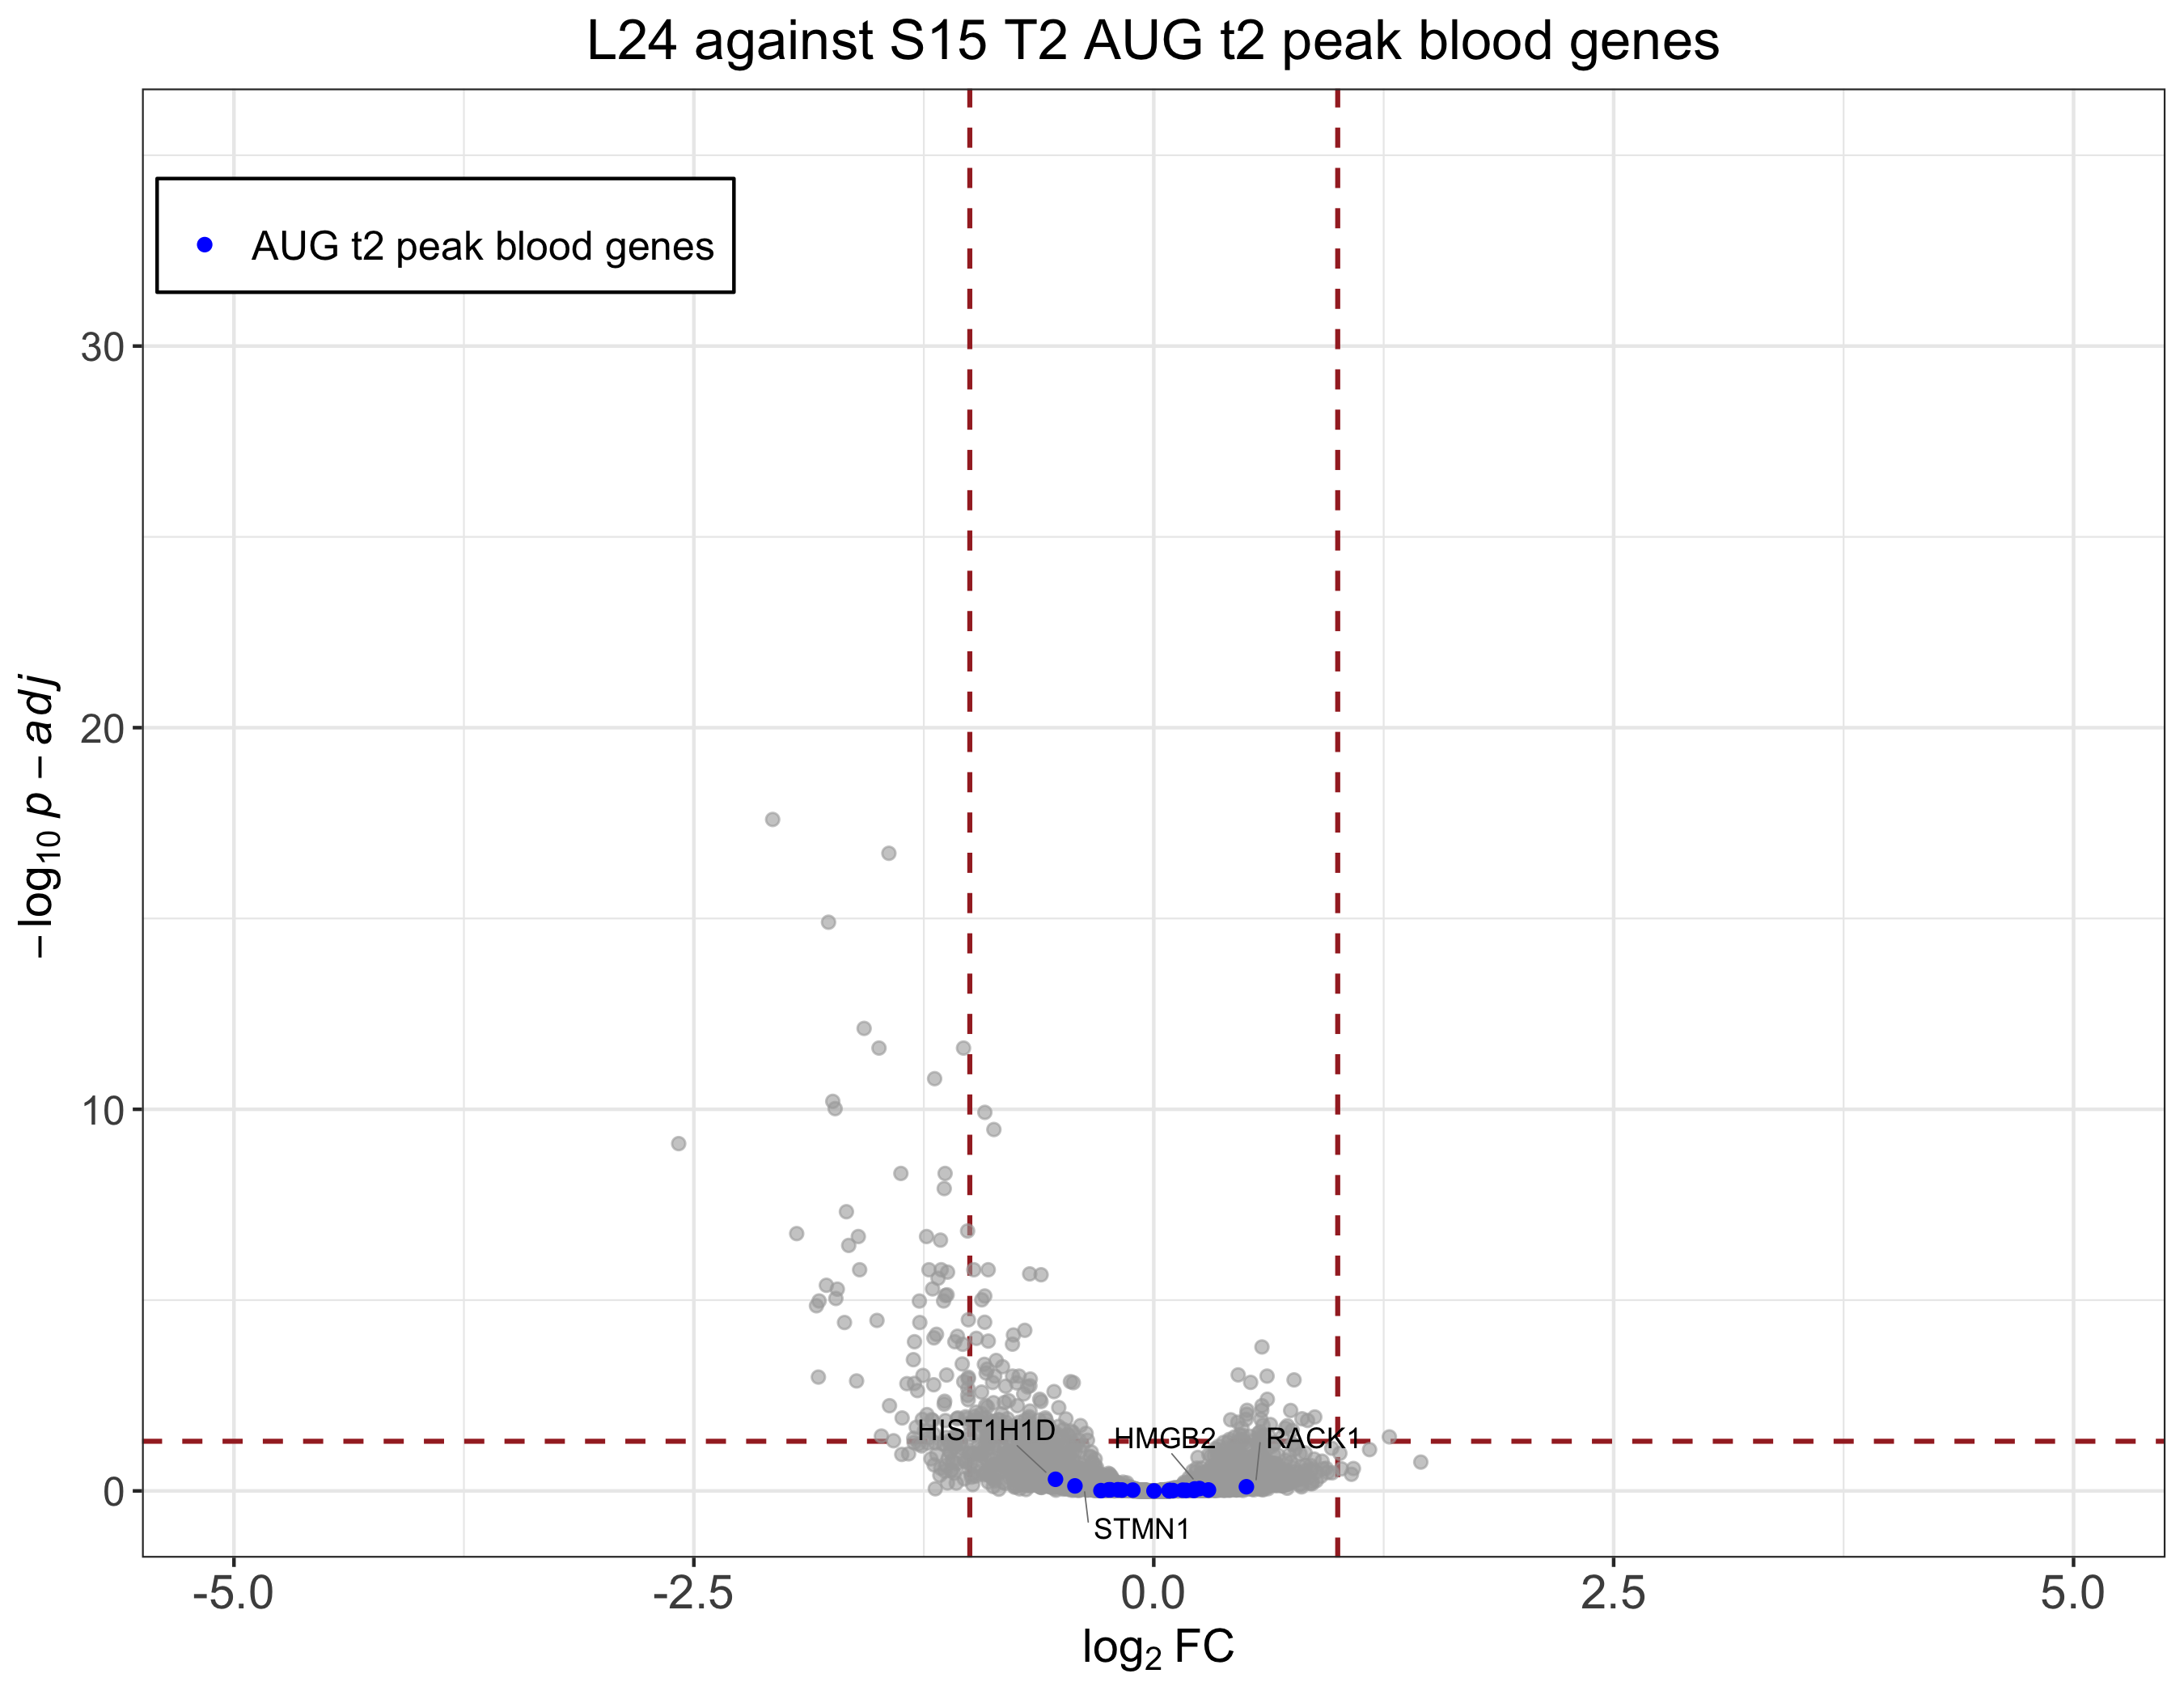 L24 against S15 T2 AUG t2 peak blood genes
AUG t2 peak blood genes
30
20
10
0
−log10 p − adj
HIST1H1D
HMGB2
RACK1
STMN1
-5.0
-2.5
0.0
2.5
5.0
log2 FC